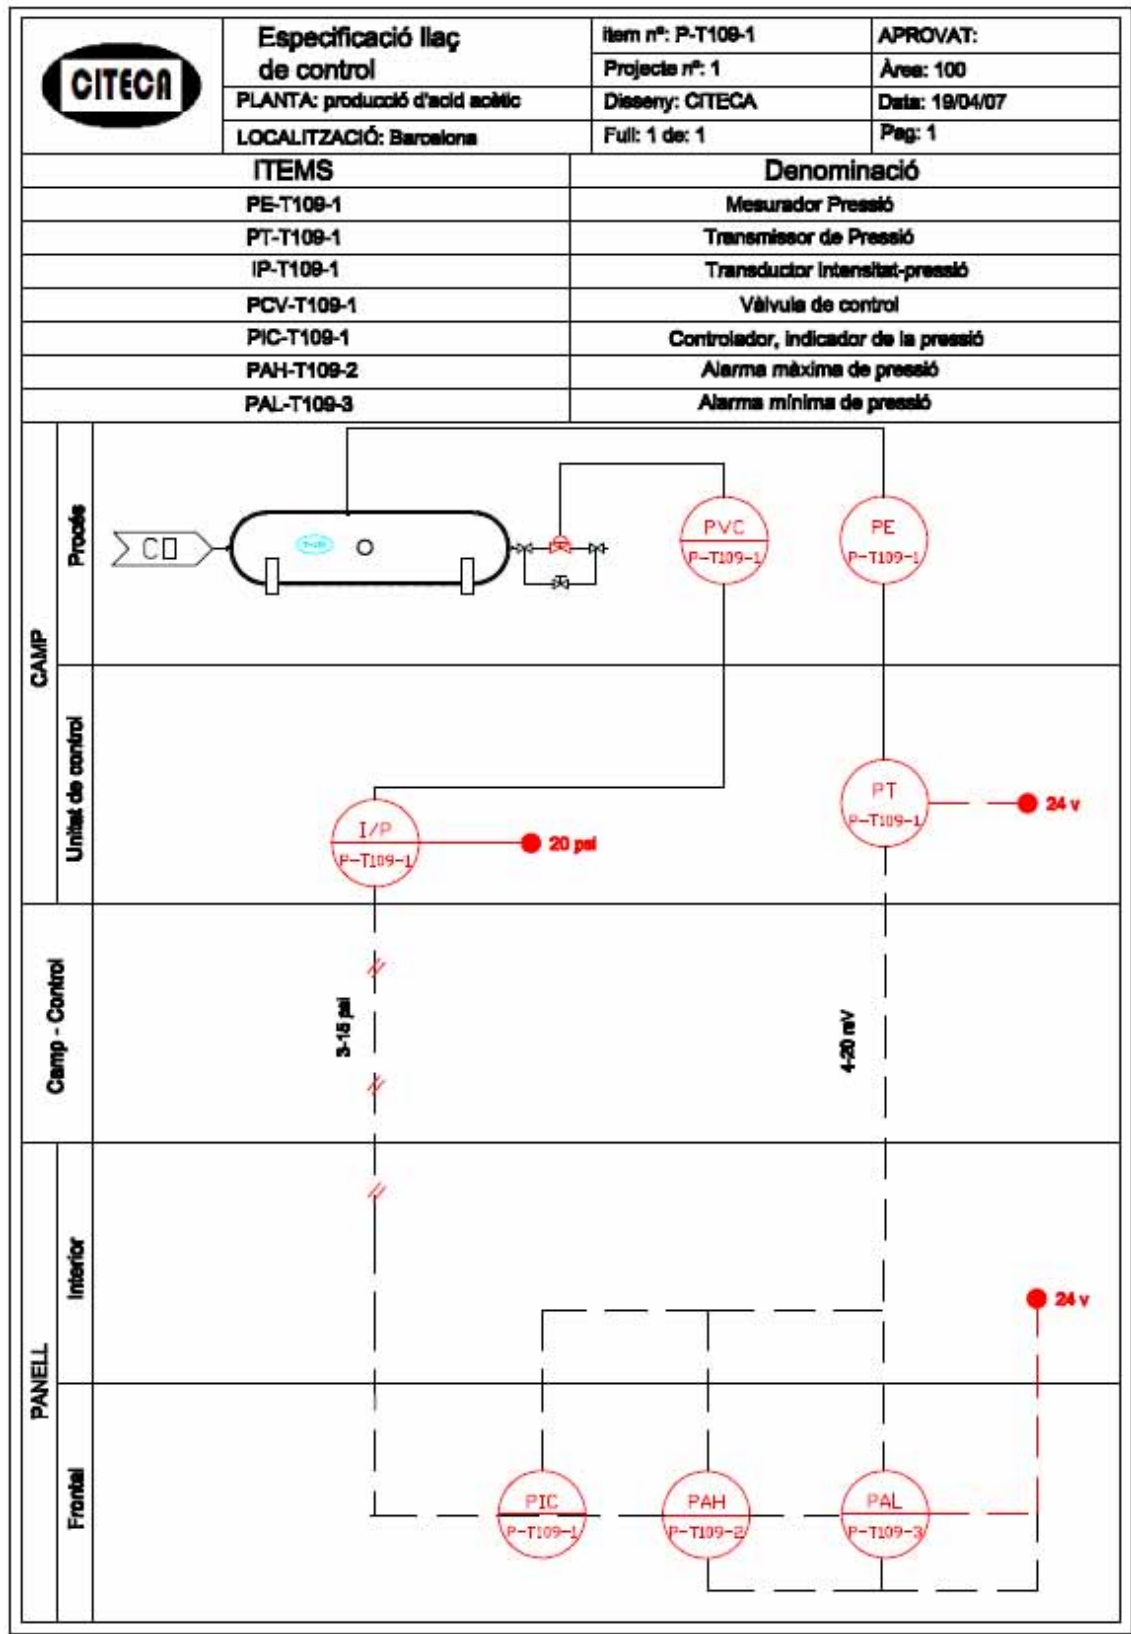 CITECA
Especificació llaç
de control
PLANTA: producció d'acid acètic
LOCALITZACIÓ: Barcelona
item nº: P-T109-1
APROVAT:
Projecte nº: 1
Àrea: 100
Disseny: CITECA
Data: 19/04/07
Full: 1 de: 1
Pag: 1
ITEMS
Denominació
PE-T109-1
Mesurador Pressió
PT-T109-1
Transmissor de Pressió
IP-T109-1
Transductor intensitat-pressió
PCV-T109-1
Vàlvula de control
PIC-T109-1
Controlador, indicador de la pressió
PAH-T109-2
Alarma màxima de pressió
PAL-T109-3
Alarma mínima de pressió
CAMP
Procés
CO
PVC
P-T109-1
PE
P-T109-1
Unitat de control
I/P
P-T109-1
20 psi
PT
P-T109-1
24 v
Camp - Control
3-15 psi
4-20 mV
PANELL
Interior
24 v
Frontal
PIC
P-T109-1
PAH
P-T109-2
PAL
P-T109-3